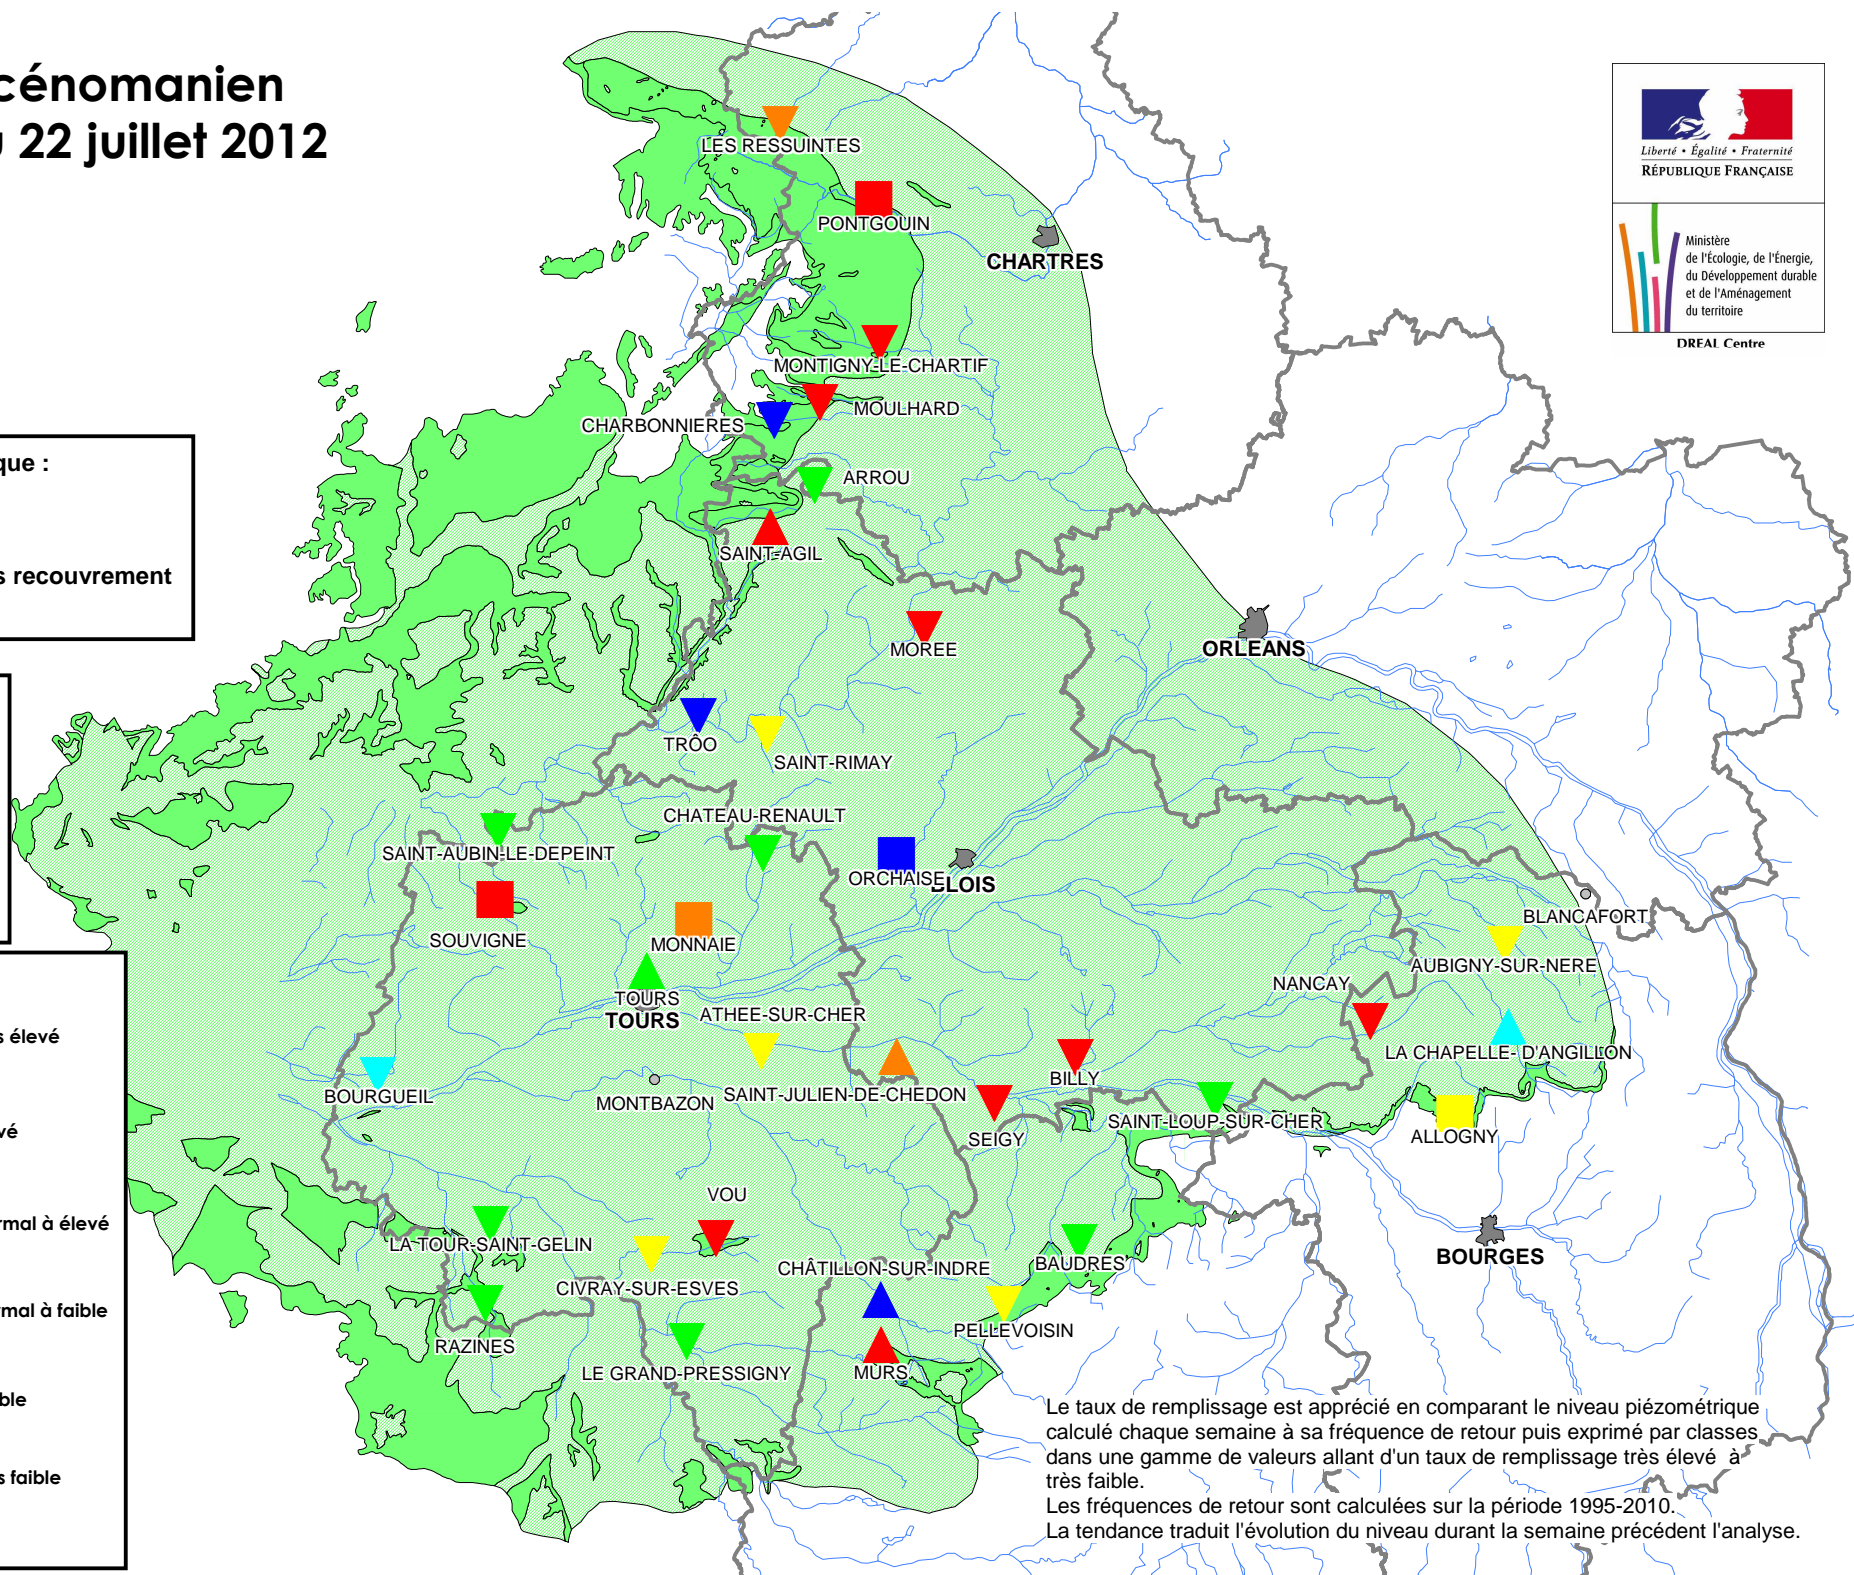 cénomanien
22 juillet 2012
que :
recouvrement
élevé
normal à élevé
normal à faible
faible
Liberté • Égalité • Fraternité
RÉPUBLIQUE FRANÇAISE
Ministère
de l'Écologie, de l'Énergie,
du Développement durable
et de l'Aménagement
du territoire
DREAL Centre
LES RESSUINTES
PONTGOUIN
CHARTRES
MONTIGNY-LE-CHARTIF
MOULHARD
CHARBONNIERES
ARROU
SAINT-AGIL
MOREE
ORLEANS
TRÔO
SAINT-RIMAY
CHATEAU-RENAULT
SAINT-AUBIN-LE-DEPEINT
ORCHAISE
BLOIS
SOUVIGNE
MONNAIE
BLANCAFORT
AUBIGNY-SUR-NERE
NANCAY
TOURS
TOURS
ATHEE-SUR-CHER
LA CHAPELLE- D'ANGILLON
BOURGUEIL
MONTBAZON
SAINT-JULIEN-DE-CHEDON
BILLY
SEIGY
SAINT-LOUP-SUR-CHER
ALLOGNY
VOU
LA TOUR-SAINT-GELIN
CIVRAY-SUR-ESVES
CHÂTILLON-SUR-INDRE
BAUDRES
BOURGES
PELLEVOISIN
RAZINES
LE GRAND-PRESSIGNY
MURS
Le taux de remplissage est apprécié en comparant le niveau piézométrique
calculé chaque semaine à sa fréquence de retour puis exprimé par classes
dans une gamme de valeurs allant d'un taux de remplissage très élevé à
très faible.
Les fréquences de retour sont calculées sur la période 1995-2010.
La tendance traduit l'évolution du niveau durant la semaine précédent l'analyse.